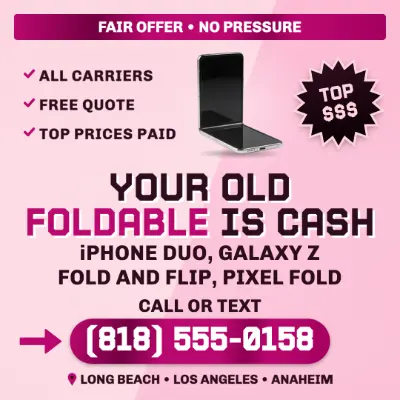 FAIR OFFER • NO PRESSURE
ALL CARRIERS
FREE QUOTE
TOP PRICES PAID
TOP
$$$
YOUR OLD
FOLDABLE IS CASH
iPHONE DUO, GALAXY Z
FOLD AND FLIP, PIXEL FOLD
CALL OR TEXT
(818) 555-0158
LONG BEACH • LOS ANGELES • ANAHEIM